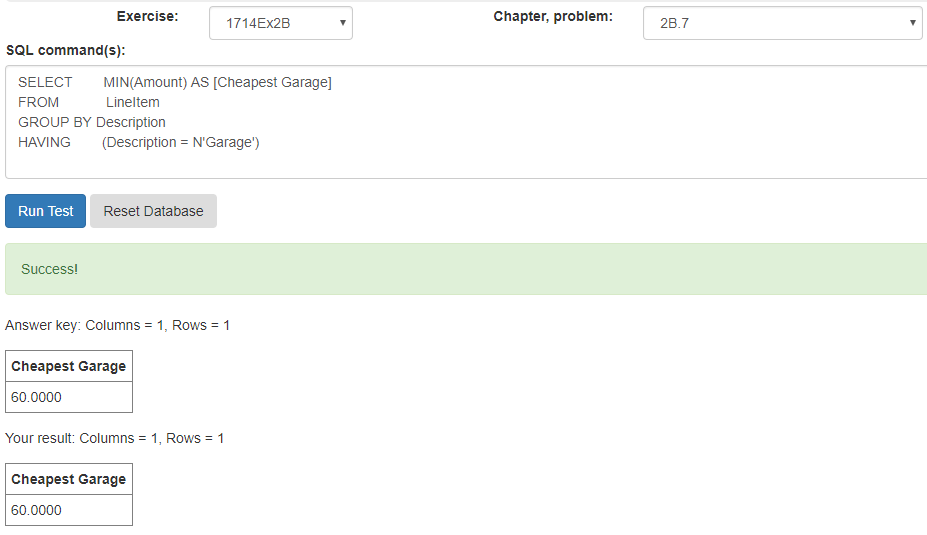 Exercise: 1714Ex2B Chapter, problem: 2B.7
SQL command(s):
SELECT MIN(Amount) AS [Cheapest Garage]
FROM LineItem
GROUP BY Description
HAVING (Description = N'Garage')
Run Test Reset Database
Success!
Answer key: Columns = 1, Rows = 1
Cheapest Garage
60.0000
Your result: Columns = 1, Rows = 1
Cheapest Garage
60.0000